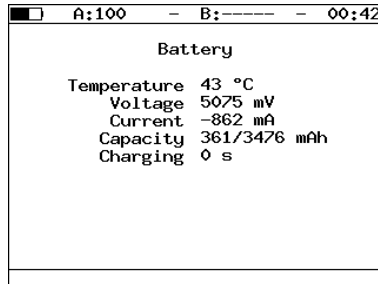 A:100 - B:----- - 00:42
Battery
Temperature 43 °C
Voltage 5075 mV
Current -862 mA
Capacity 361/3476 mAh
Charging 0 s